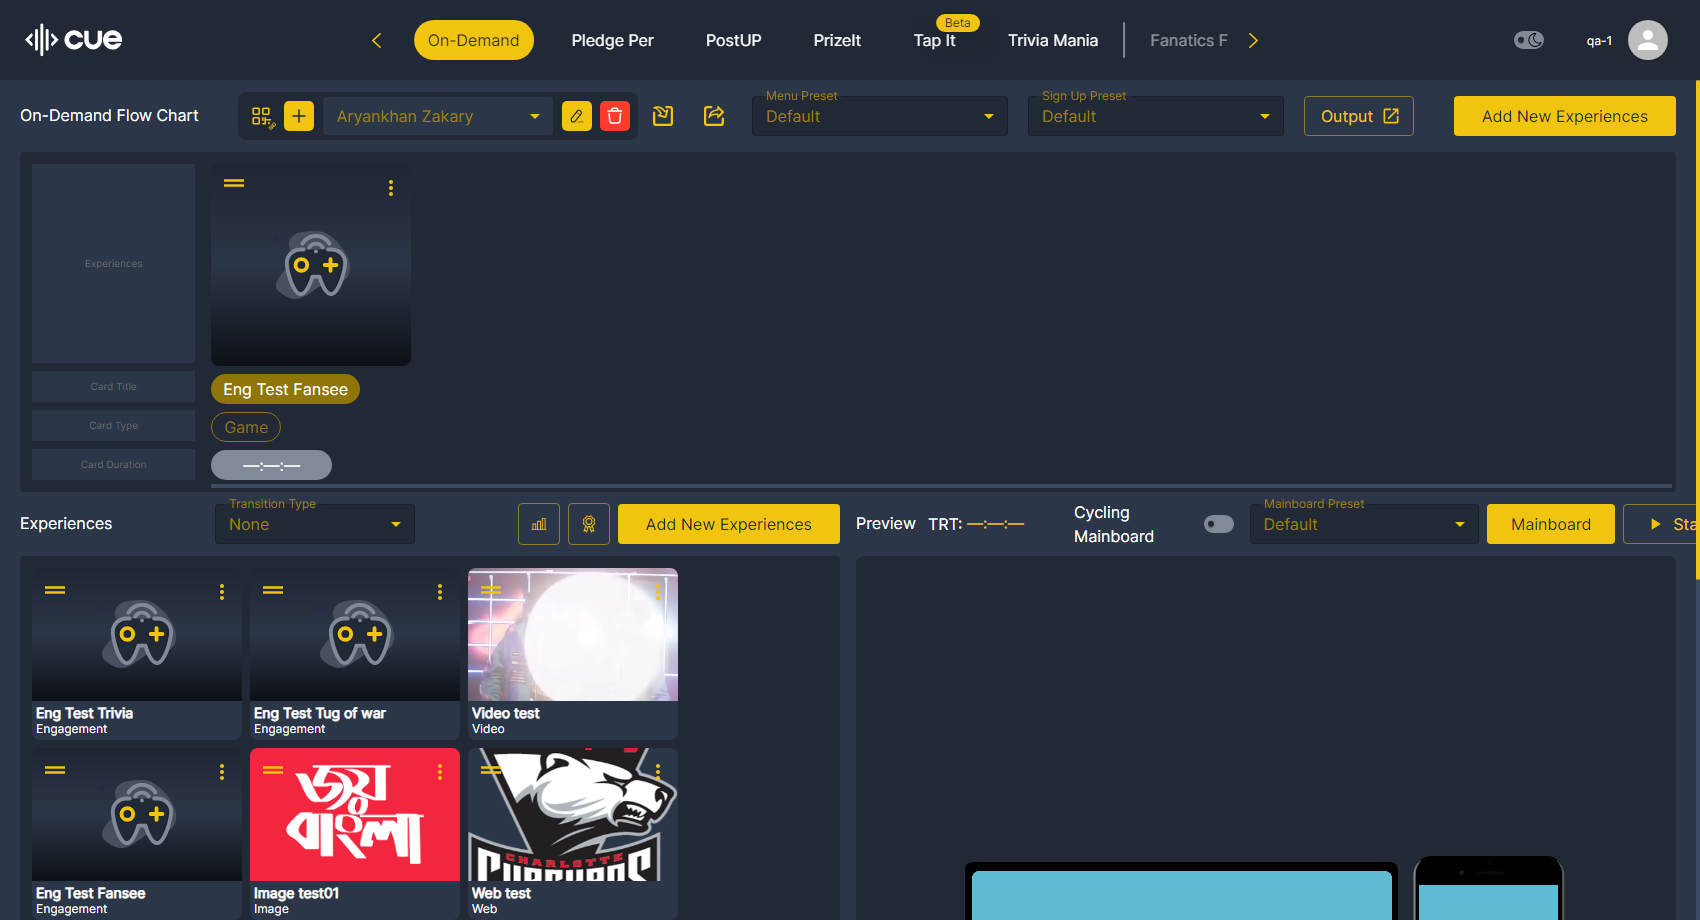 cue
On-Demand
Pledge Per
PostUP
PrizeIt
Beta
Tap It
Trivia Mania
Fanatics F
qa-1
On-Demand Flow Chart
Aryankhan Zakary
Menu Preset
Default
Sign Up Preset
Default
Output
Add New Experiences
Experiences
Card Title
Card Type
Card Duration
Eng Test Fansee
Game
—:—:—
Experiences
Transition Type
None
Add New Experiences
Preview
TRT: —:—:—
Cycling
Mainboard
Mainboard Preset
Default
Mainboard
Sta
Eng Test Trivia
Engagement
Eng Test Tug of war
Engagement
Video test
Video
জয়
বাংলা
CHARLOTTE
Eng Test Fansee
Engagement
Image test01
Image
Web test
Web